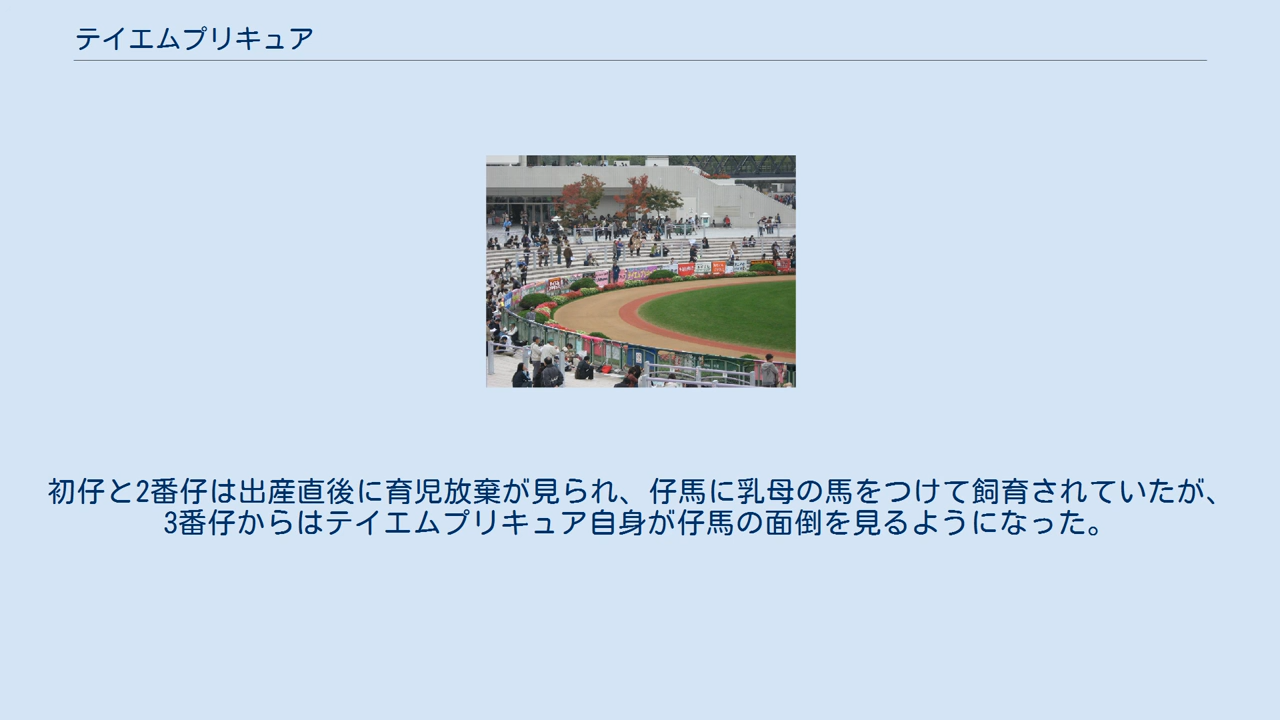 テイエムプリキュア
初仔と2番仔は出産直後に育児放棄が見られ、仔馬に乳母の馬をつけて飼育されていたが、
3番仔からはテイエムプリキュア自身が仔馬の面倒を見るようになった。